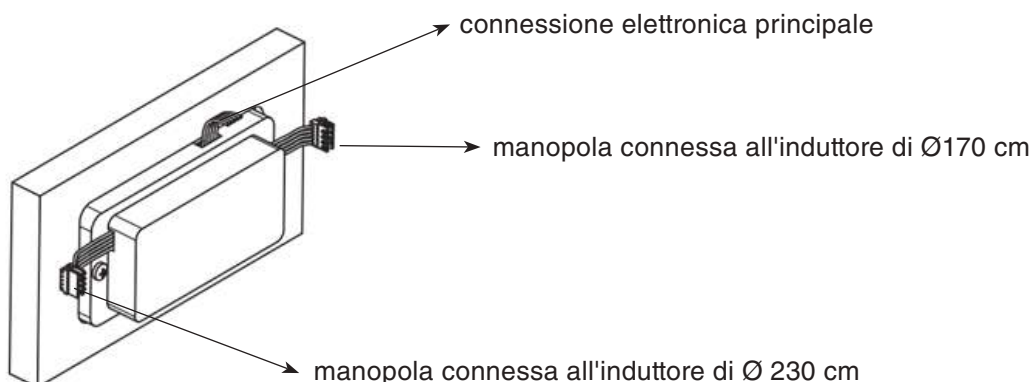 connessione elettronica principale
manopola connessa all'induttore di Ø170 cm
manopola connessa all'induttore di Ø 230 cm